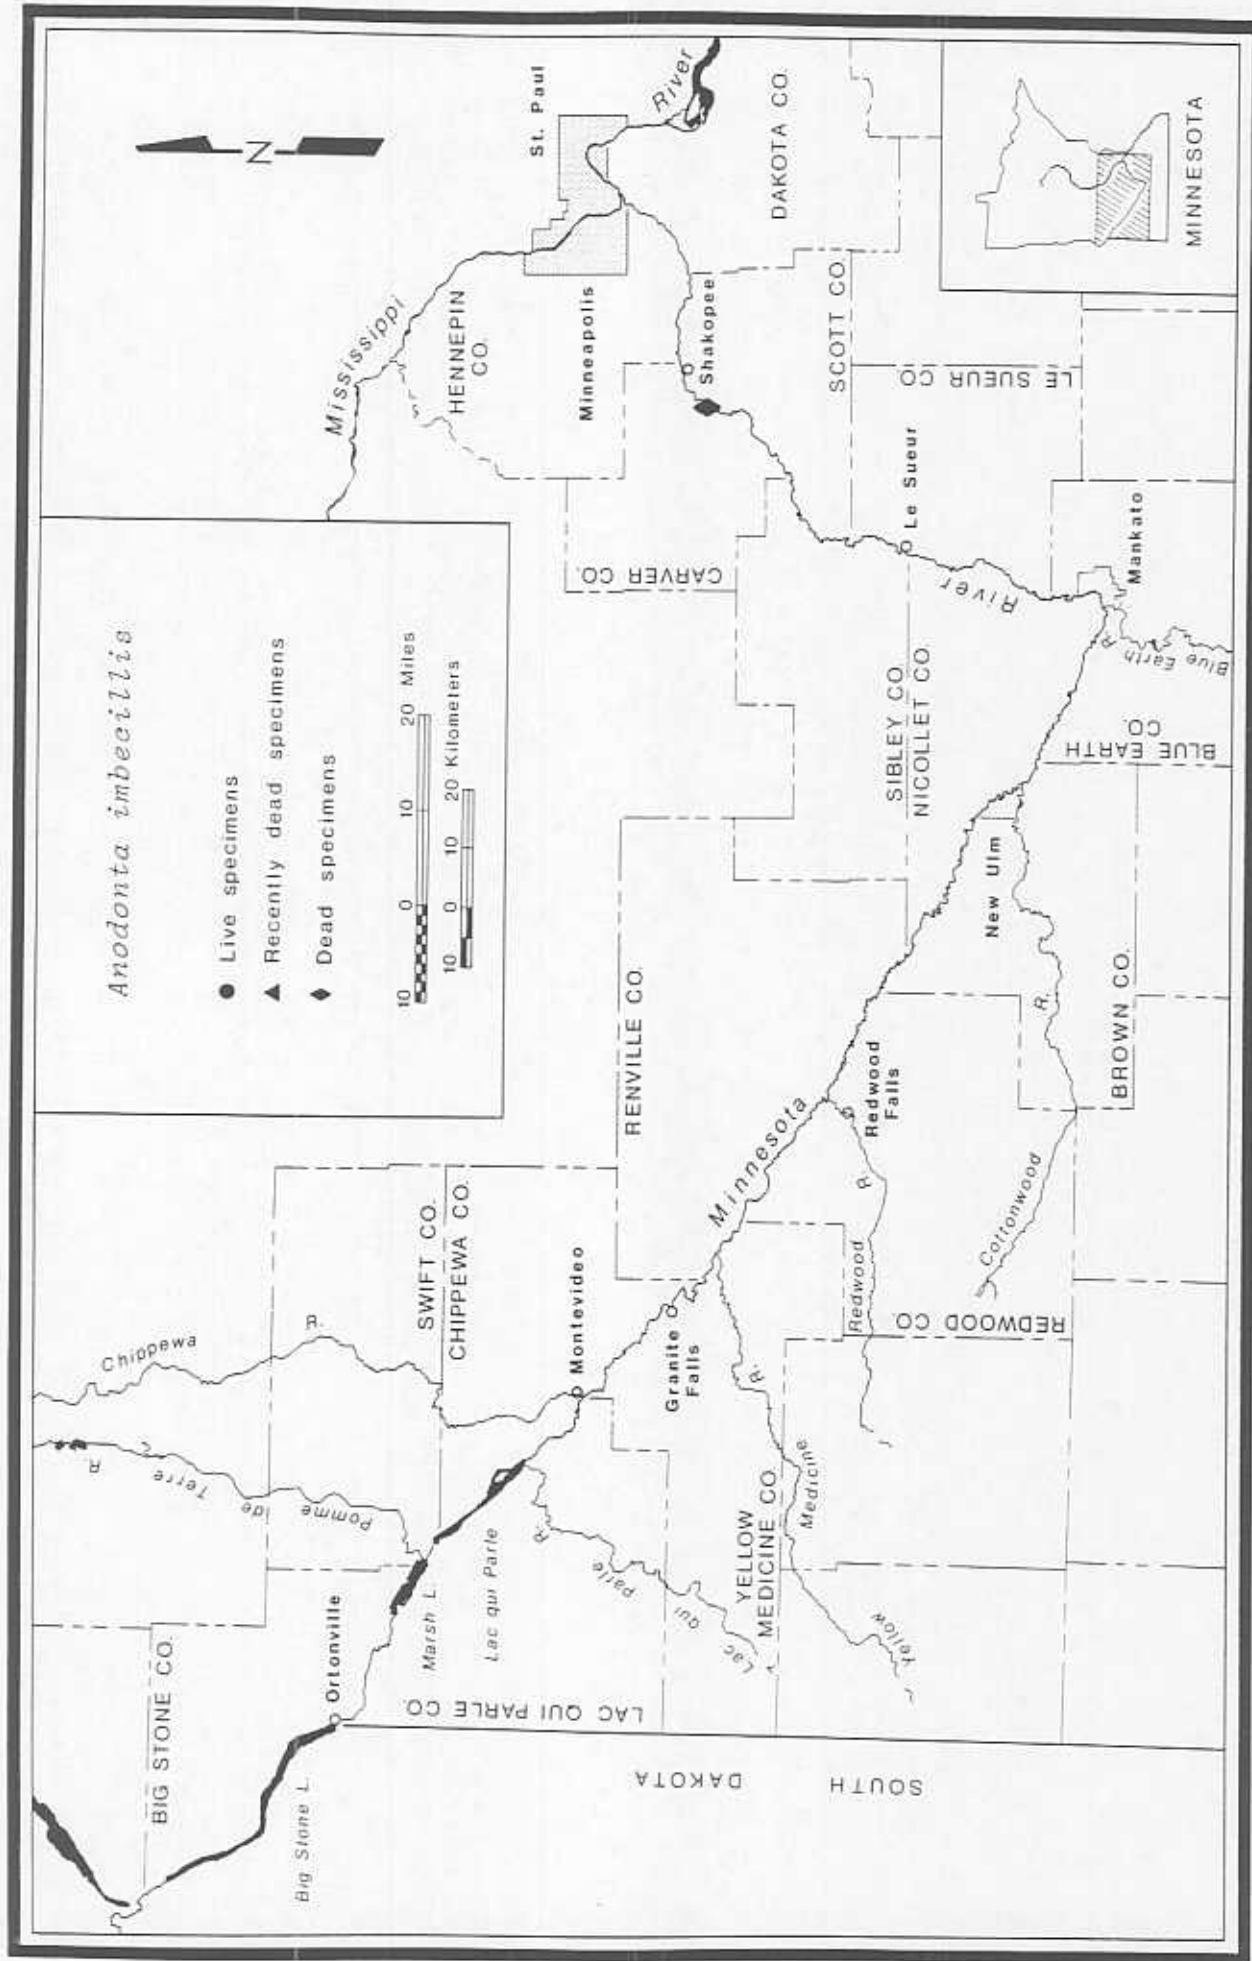 Anodonta imbecillis
Live specimens
Recently dead specimens
Dead specimens
10 0 10 20 Miles
10 0 10 20 Kilometers
N
BIG STONE CO.
Big Stone L.
Ortonville
Marsh L.
Lac qui Parle
LAC QUI PARLE CO.
SOUTH
DAKOTA
Pomme de Terre R.
Chippewa R.
SWIFT CO.
CHIPPEWA CO.
Montevideo
Granite
Falls
Lac qui Parle R.
YELLOW
MEDICINE CO.
Yellow Medicine R.
RENVILLE CO.
Minnesota River
Redwood
Falls
Redwood R.
REDWOOD CO.
Cottonwood R.
BROWN CO.
New Ulm
SIBLEY CO.
NICOLLET CO.
BLUE EARTH
CO.
Blue Earth R.
Mankato
Le Sueur
LE SUEUR CO.
CARVER CO.
SCOTT CO.
Shakopee
HENNEPIN
CO.
Minneapolis
St. Paul
Mississippi River
DAKOTA CO.
MINNESOTA